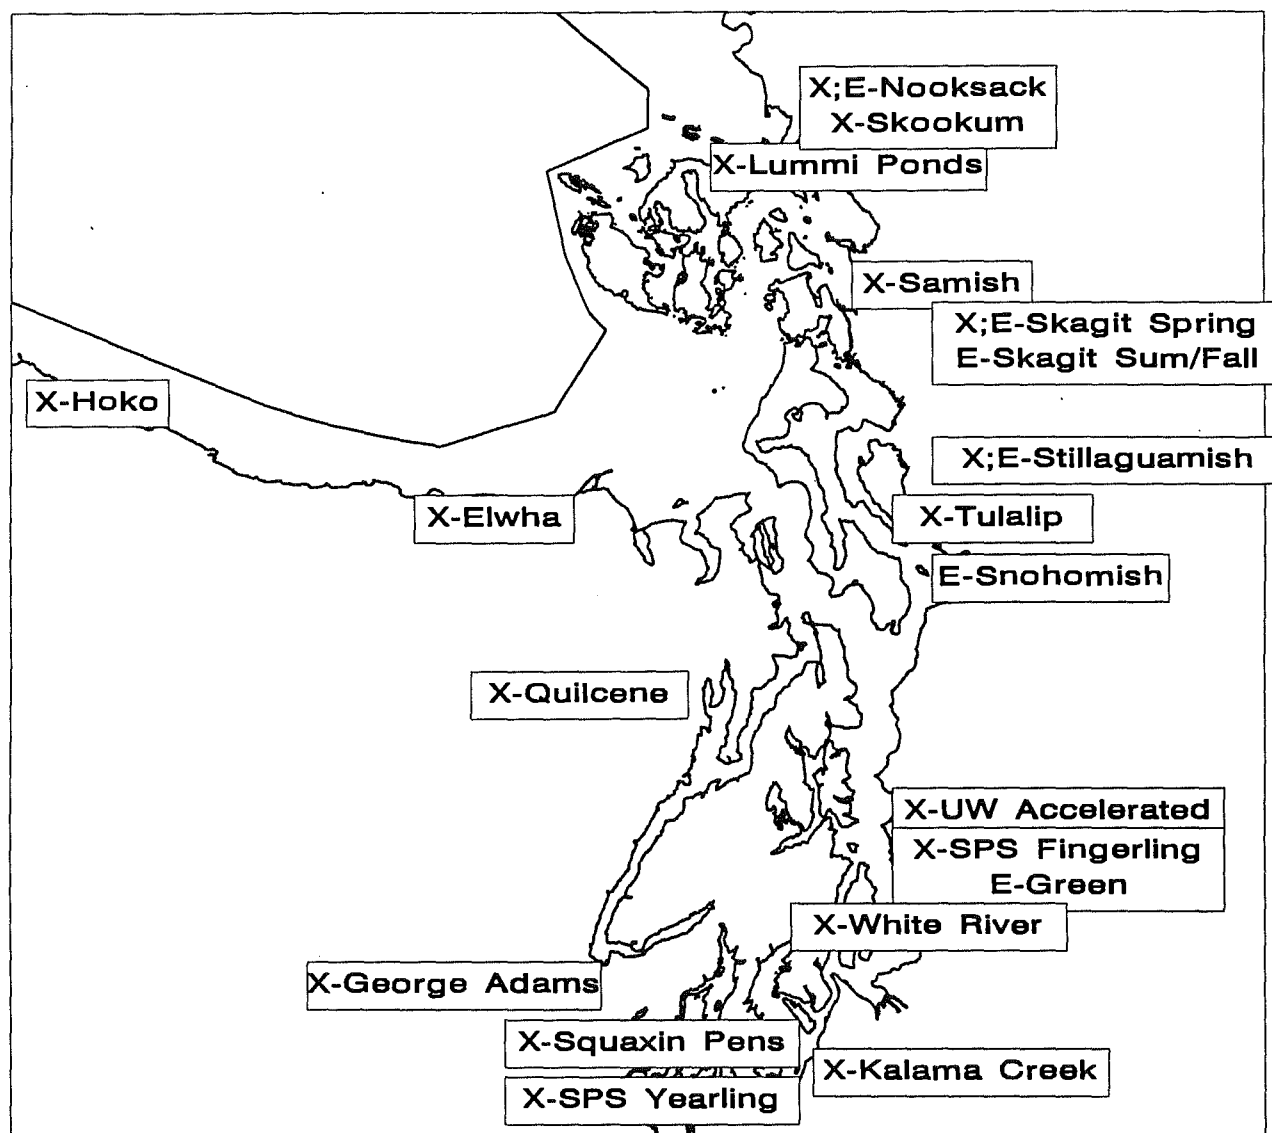 X;E-Nooksack
X-Skookum
X-Lummi Ponds
X-Samish
X;E-Skagit Spring
E-Skagit Sum/Fall
X-Hoko
X;E-Stillaguamish
X-Elwha
X-Tulalip
E-Snohomish
X-Quilcene
X-UW Accelerated
X-SPS Fingerling
E-Green
X-White River
X-George Adams
X-Squaxin Pens
X-Kalama Creek
X-SPS Yearling